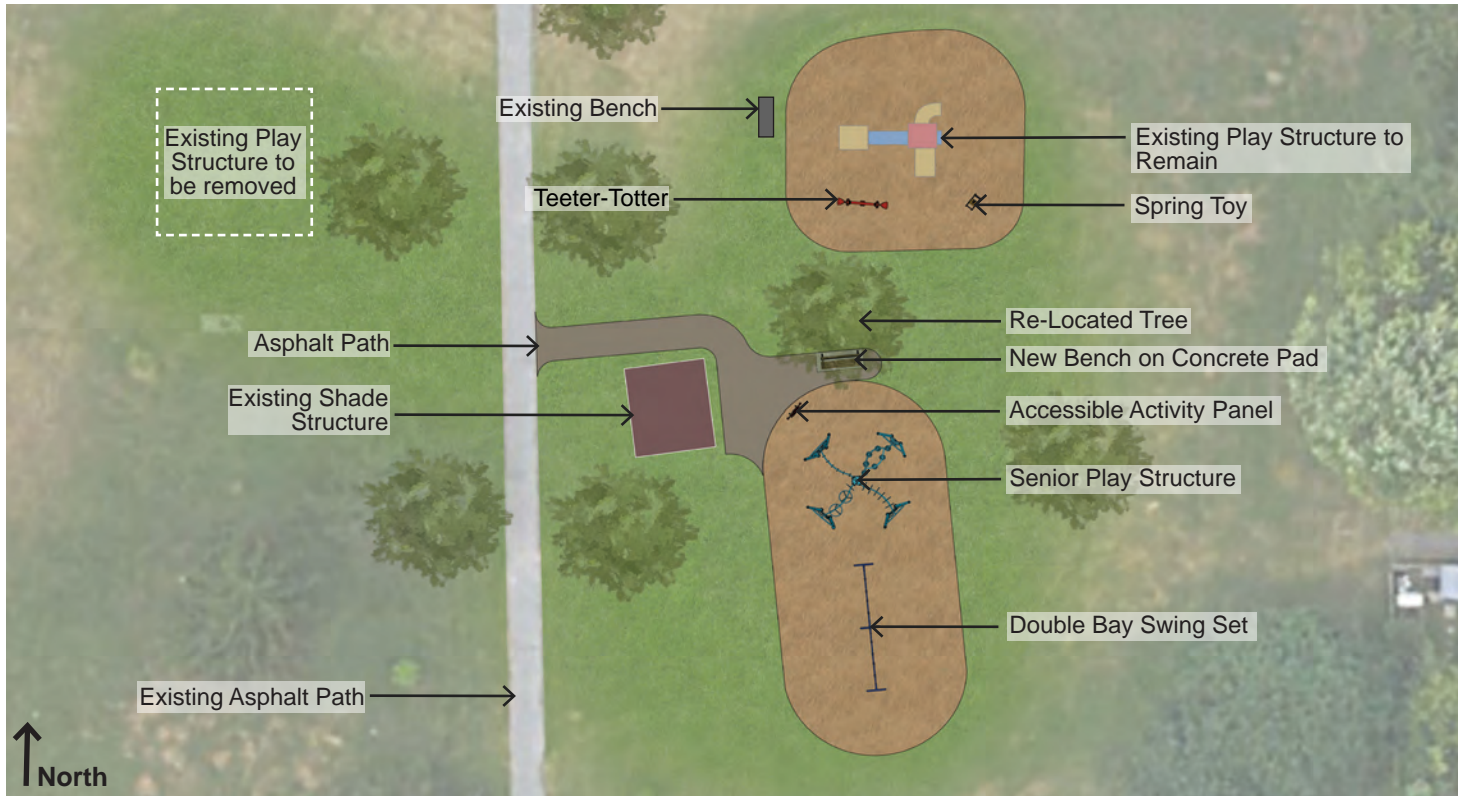 Existing Play
Structure to
be removed
Existing Bench
Existing Play Structure to
Remain
Teeter-Totter
Spring Toy
Asphalt Path
Re-Located Tree
New Bench on Concrete Pad
Existing Shade
Structure
Accessible Activity Panel
Senior Play Structure
Double Bay Swing Set
Existing Asphalt Path
North